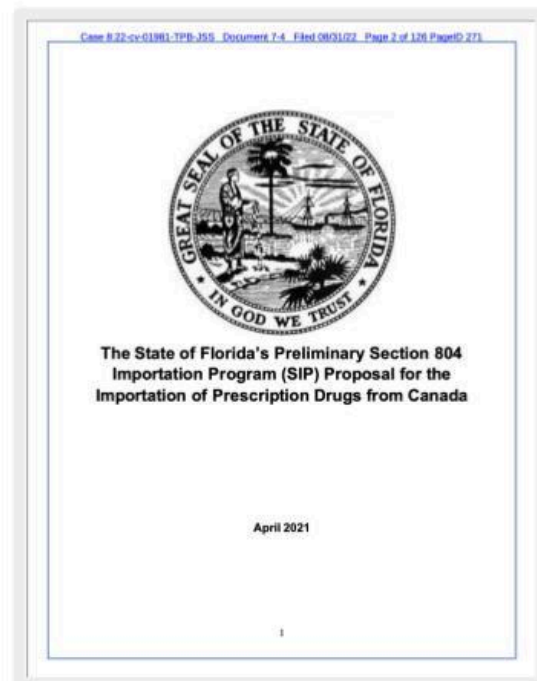 Case 8:22-cv-01981-TPB-JSS Document 7-4 Filed 08/31/22 Page 2 of 126 PageID 271
GREAT SEAL OF THE STATE OF FLORIDA
IN GOD WE TRUST
The State of Florida's Preliminary Section 804
Importation Program (SIP) Proposal for the
Importation of Prescription Drugs from Canada
April 2021
1